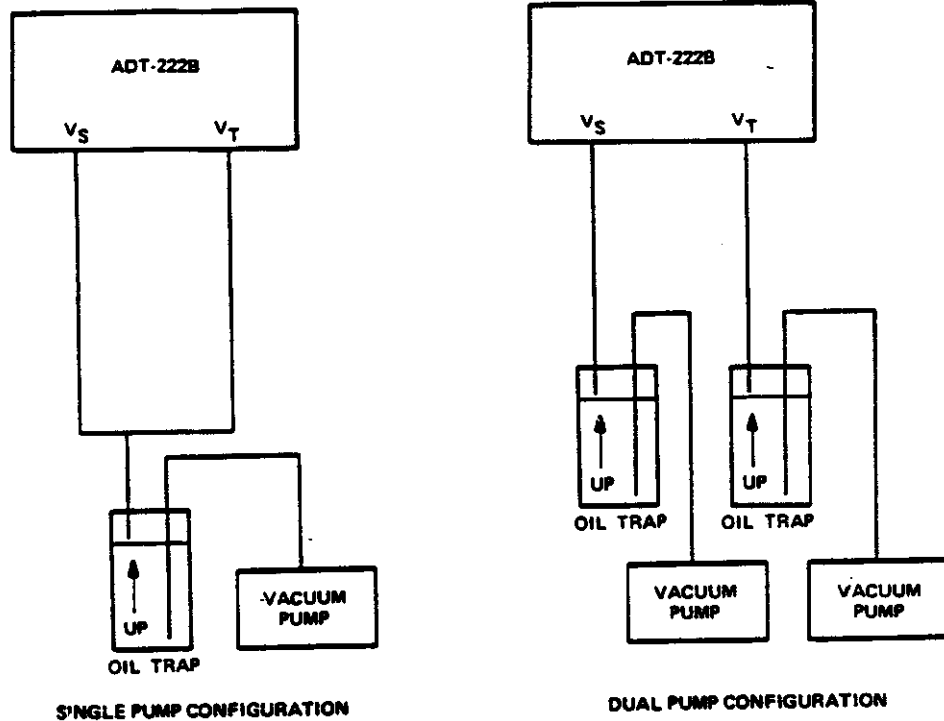 ADT-222B
VS VT
UP
OIL TRAP
VACUUM
PUMP
SINGLE PUMP CONFIGURATION
ADT-222B
VS VT
UP UP
OIL TRAP OIL TRAP
VACUUM VACUUM
PUMP PUMP
DUAL PUMP CONFIGURATION